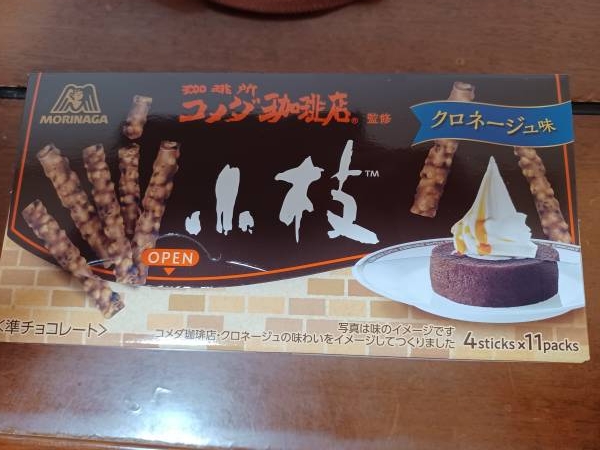 MORINAGA
珈琲所
コメダ珈琲店® 監修
クロネージュ味
小枝™
OPEN
<準チョコレート>
コメダ珈琲店・クロネージュの味わいをイメージしてつくりました
写真は味のイメージです
4sticks×11packs